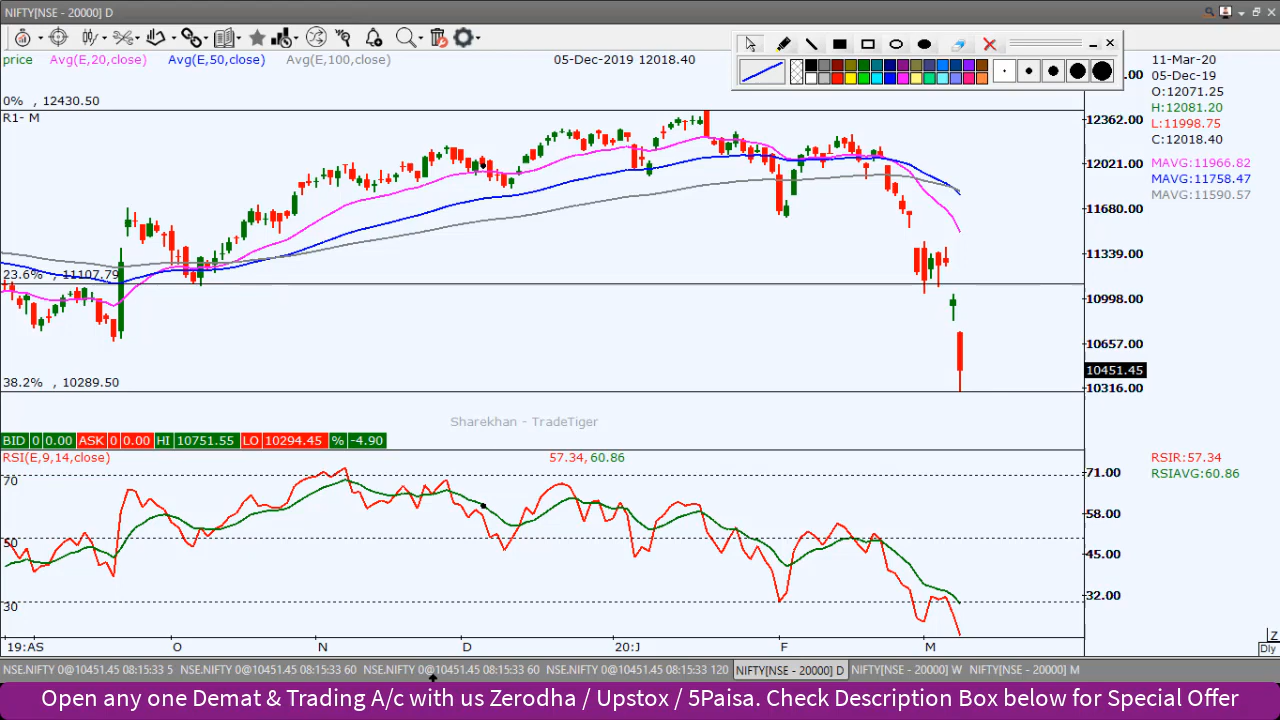 NIFTY[NSE - 20000] D
price Avg(E,20,close) Avg(E,50,close) Avg(E,100,close) 05-Dec-2019 12018.40
.00
11-Mar-20
05-Dec-19
O:12071.25
H:12081.20
L:11998.75
C:12018.40
MAVG:11966.82
MAVG:11758.47
MAVG:11590.57
0% , 12430.50
R1- M
12362.00
12021.00
11680.00
11339.00
23.6% , 11107.79
10998.00
10657.00
10451.45
38.2% , 10289.50
10316.00
Sharekhan - TradeTiger
BID 0 0.00 ASK 0 0.00 HI 10751.55 LO 10294.45 % -4.90
RSI(E,9,14,close) 57.34, 60.86
RSIR:57.34
RSIAVG:60.86
70
50
30
71.00
58.00
45.00
32.00
19:AS O N D 20:J F M
Z
Dly
NSE.NIFTY 0@10451.45 08:15:33 5 NSE.NIFTY 0@10451.45 08:15:33 60 NSE.NIFTY 0@10451.45 08:15:33 60 NSE.NIFTY 0@10451.45 08:15:33 120 NIFTY[NSE - 20000] D NIFTY[NSE - 20000] W NIFTY[NSE - 20000] M
Open any one Demat & Trading A/c with us Zerodha / Upstox / 5Paisa. Check Description Box below for Special Offer